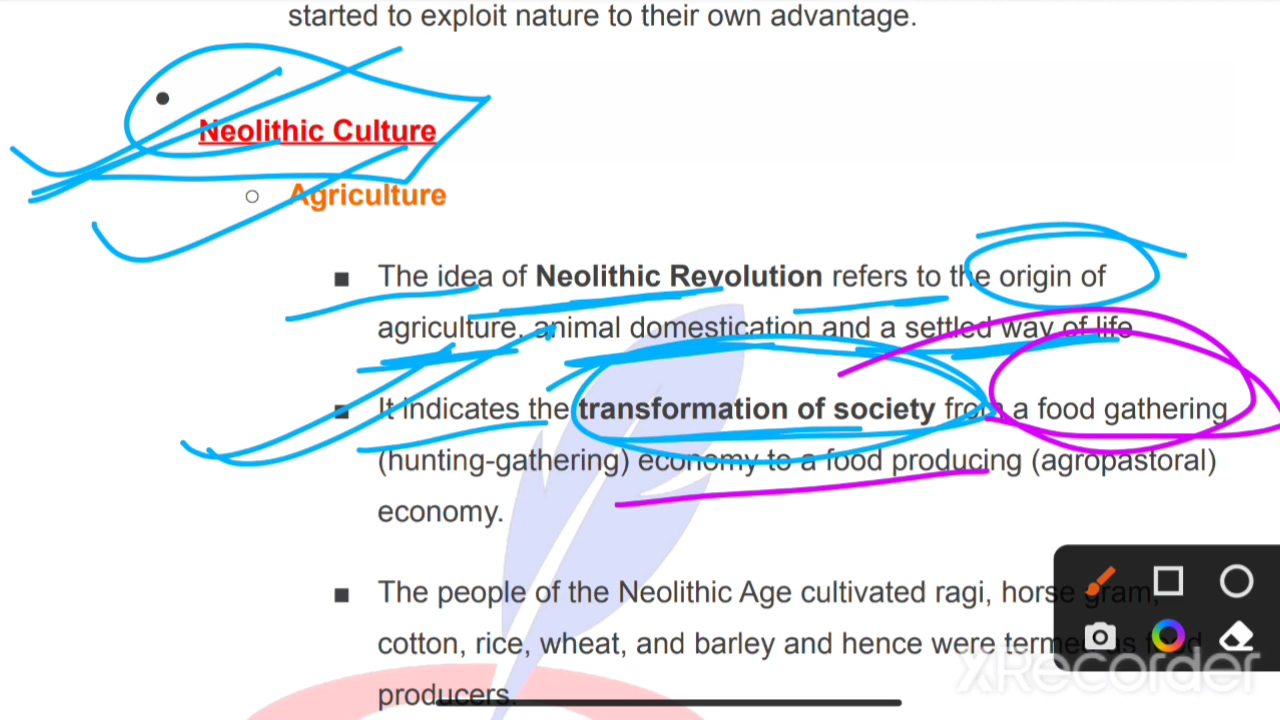 started to exploit nature to their own advantage.
Neolithic Culture
Agriculture
The idea of Neolithic Revolution refers to the origin of
agriculture, animal domestication and a settled way of life
It indicates the transformation of society from a food gathering
(hunting-gathering) economy to a food producing (agropastoral)
economy.
The people of the Neolithic Age cultivated ragi, horse gram,
cotton, rice, wheat, and barley and hence were termed as food
producers.
XRecorder